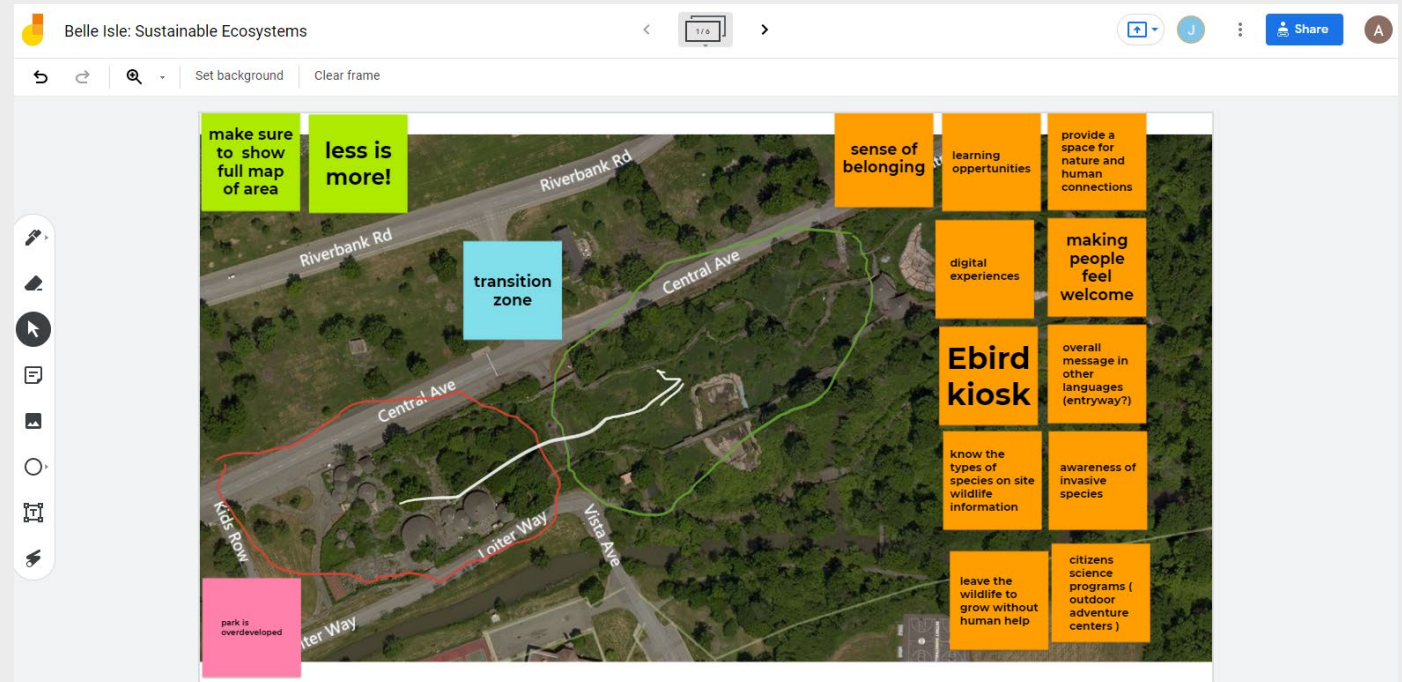 Belle Isle: Sustainable Ecosystems
1/6
J
Share
A
Set background
Clear frame
make sure
to show
full map
of area
less is
more!
sense of
belonging
learning
oppertunities
provide a
space for
nature and
human
connections
Riverbank Rd
Riverbank Rd
transition
zone
Central Ave
digital
experiences
making
people
feel
welcome
Central Ave
Ebird
kiosk
overall
message in
other
languages
(entryway?)
know the
types of
species on site
wildlife
information
awareness of
invasive
species
Kids Row
Loiter Way
Vista Ave
leave the
wildlife to
grow without
human help
citizens
science
programs (
outdoor
adventure
centers )
park is
overdeveloped
iter Way